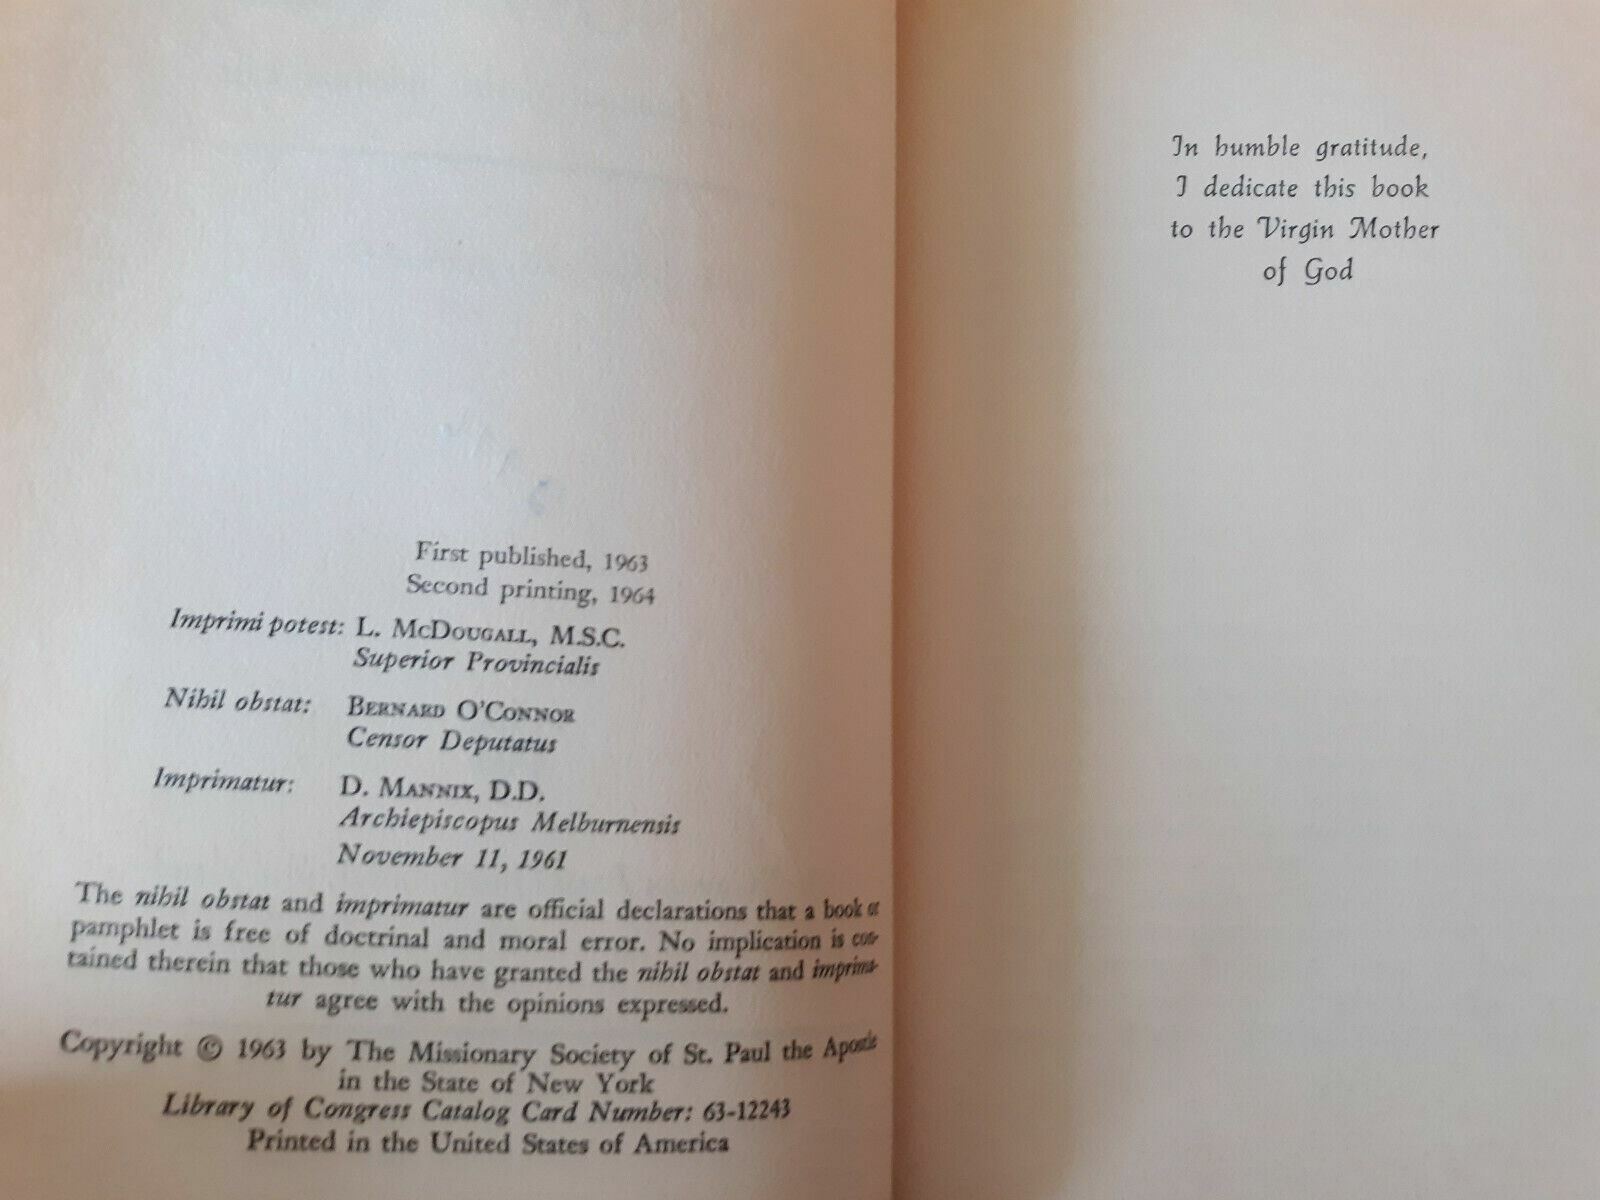 First published, 1963
Second printing, 1964
Imprimi potest: L. McDougall, M.S.C.
Superior Provincialis
Nihil obstat: Bernard O'Connor
Censor Deputatus
Imprimatur: D. Mannix, D.D.
Archiepiscopus Melburnensis
November 11, 1961
The nihil obstat and imprimatur are official declarations that a book or
pamphlet is free of doctrinal and moral error. No implication is con-
tained therein that those who have granted the nihil obstat and imprima-
tur agree with the opinions expressed.
Copyright © 1963 by The Missionary Society of St. Paul the Apostle
in the State of New York
Library of Congress Catalog Card Number: 63-12243
Printed in the United States of America
In humble gratitude,
I dedicate this book
to the Virgin Mother
of God